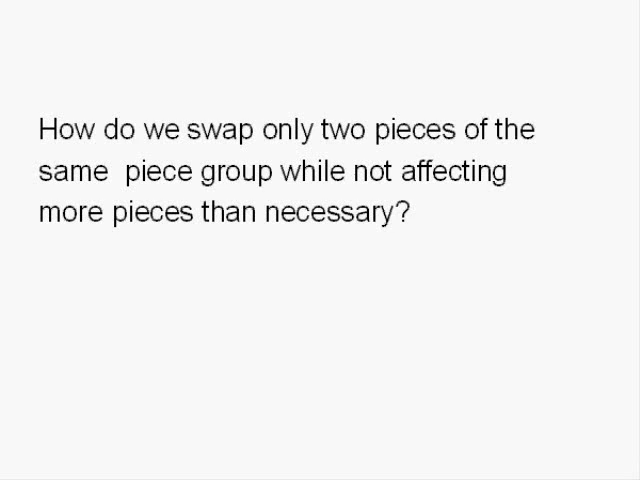 How do we swap only two pieces of the
same  piece group while not affecting
more pieces than necessary?